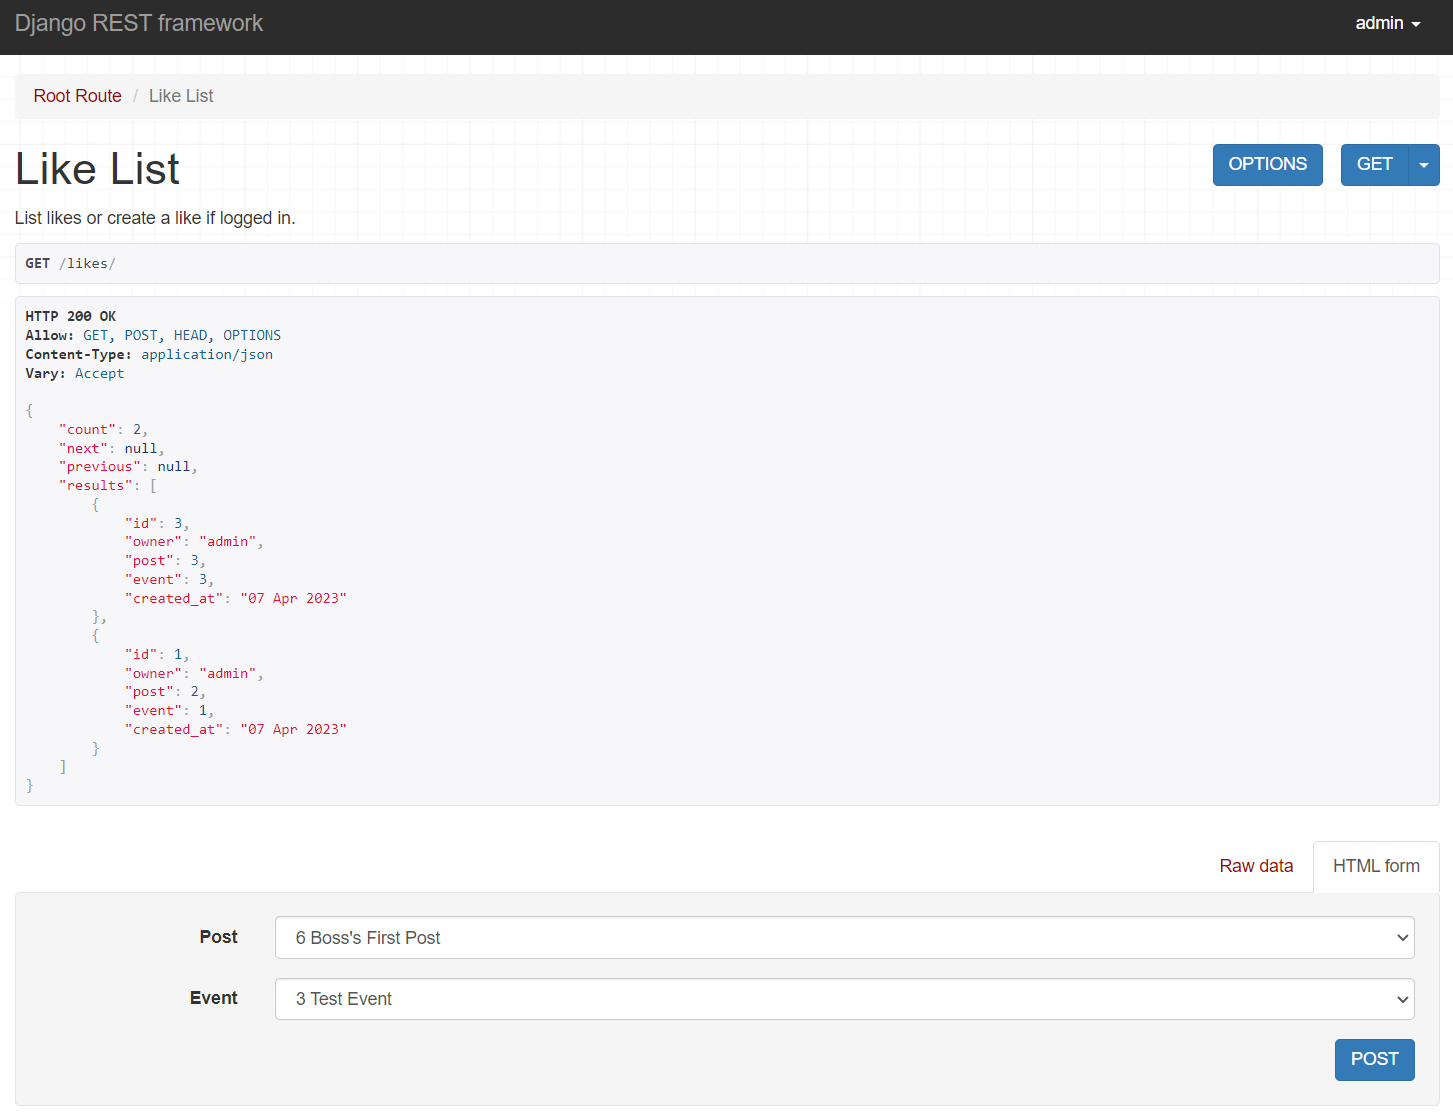 Django REST framework
admin
Root Route / Like List
Like List
OPTIONS
GET
List likes or create a like if logged in.
GET /likes/
HTTP 200 OK
Allow: GET, POST, HEAD, OPTIONS
Content-Type: application/json
Vary: Accept
{
    "count": 2,
    "next": null,
    "previous": null,
    "results": [
        {
            "id": 3,
            "owner": "admin",
            "post": 3,
            "event": 3,
            "created_at": "07 Apr 2023"
        },
        {
            "id": 1,
            "owner": "admin",
            "post": 2,
            "event": 1,
            "created_at": "07 Apr 2023"
        }
    ]
}
Raw data
HTML form
Post
6 Boss's First Post
Event
3 Test Event
POST